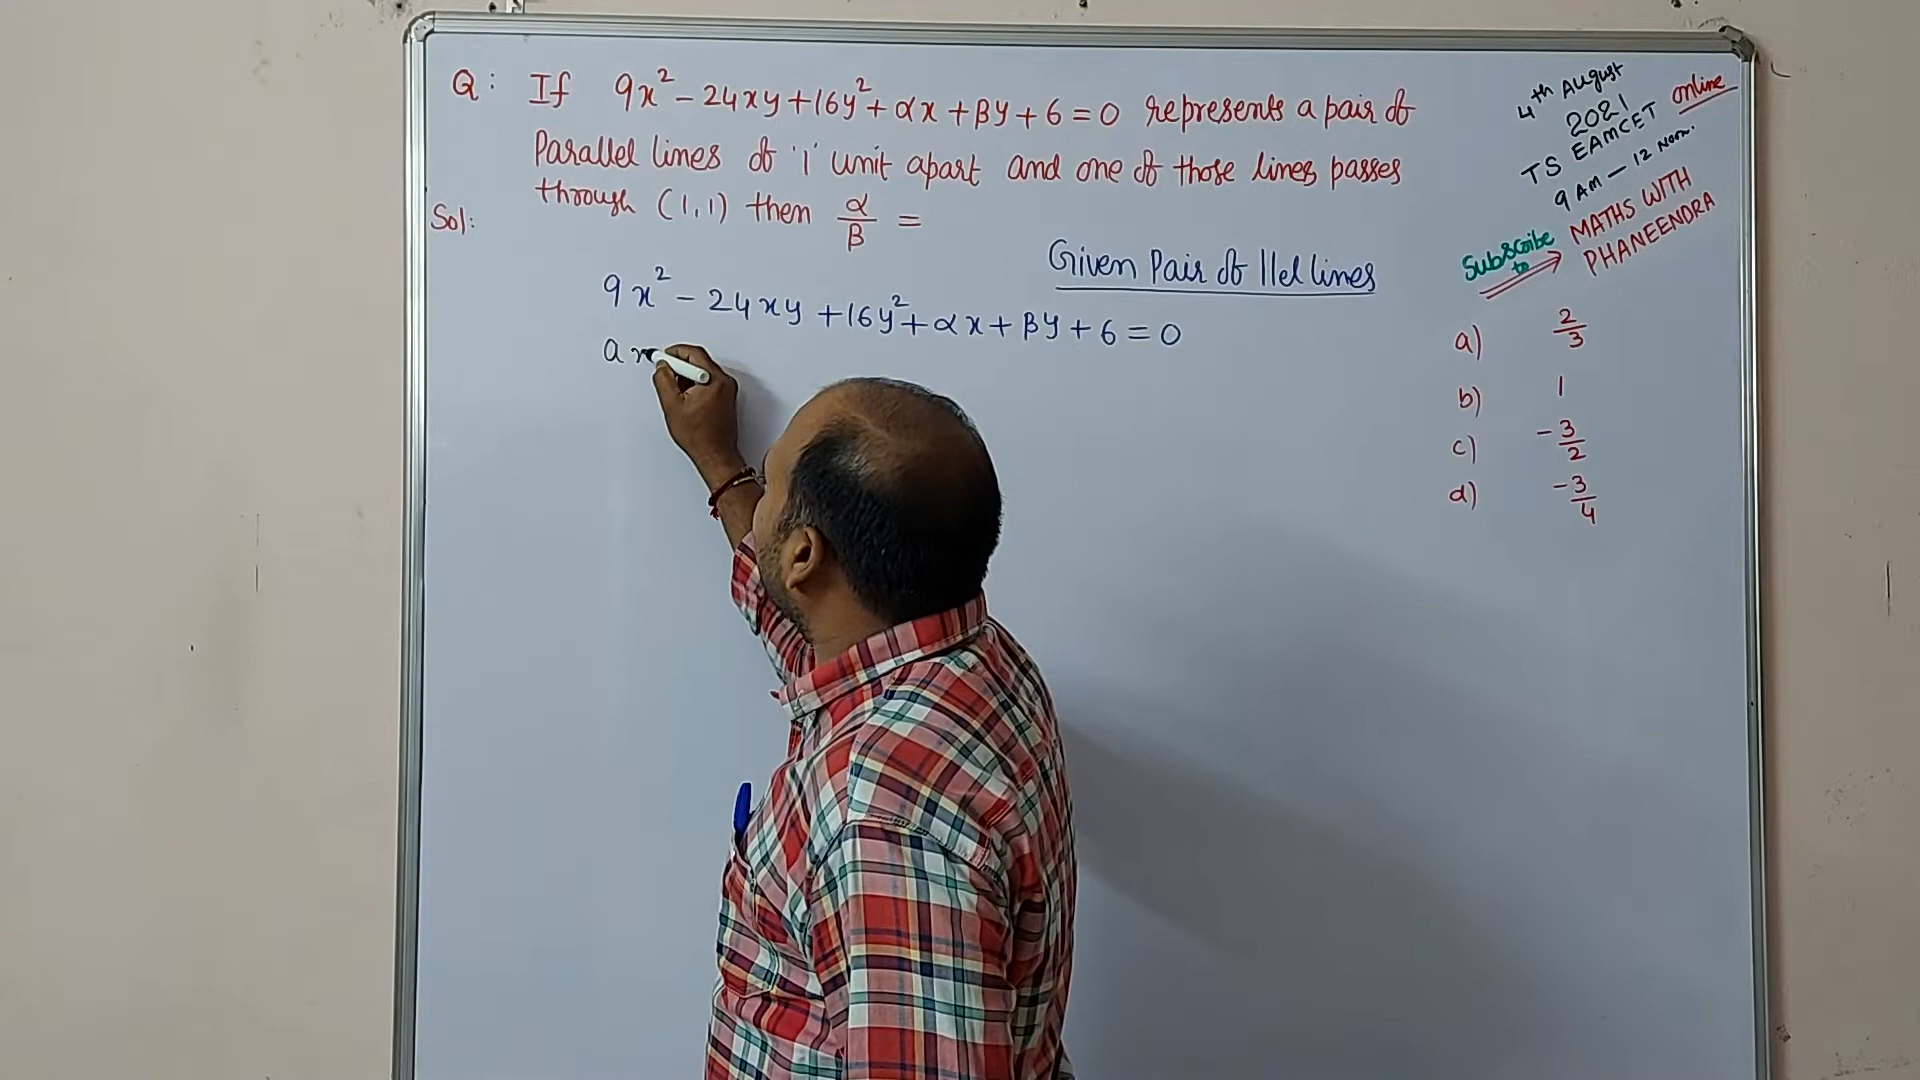 Q: If 9x² - 24xy + 16y² + αx + βy + 6 = 0 represents a pair of
Parallel lines of '1' unit apart and one of those lines passes
through (1,1) then α/β =
4th August
2021
TS EAMCET online
9 AM - 12 Noon.
Subscribe to
MATHS WITH
PHANEENDRA
Sol:
Given Pair of llel lines
9x² - 24xy + 16y² + αx + βy + 6 = 0
a x
a) 2/3
b) 1
c) -3/2
d) -3/4